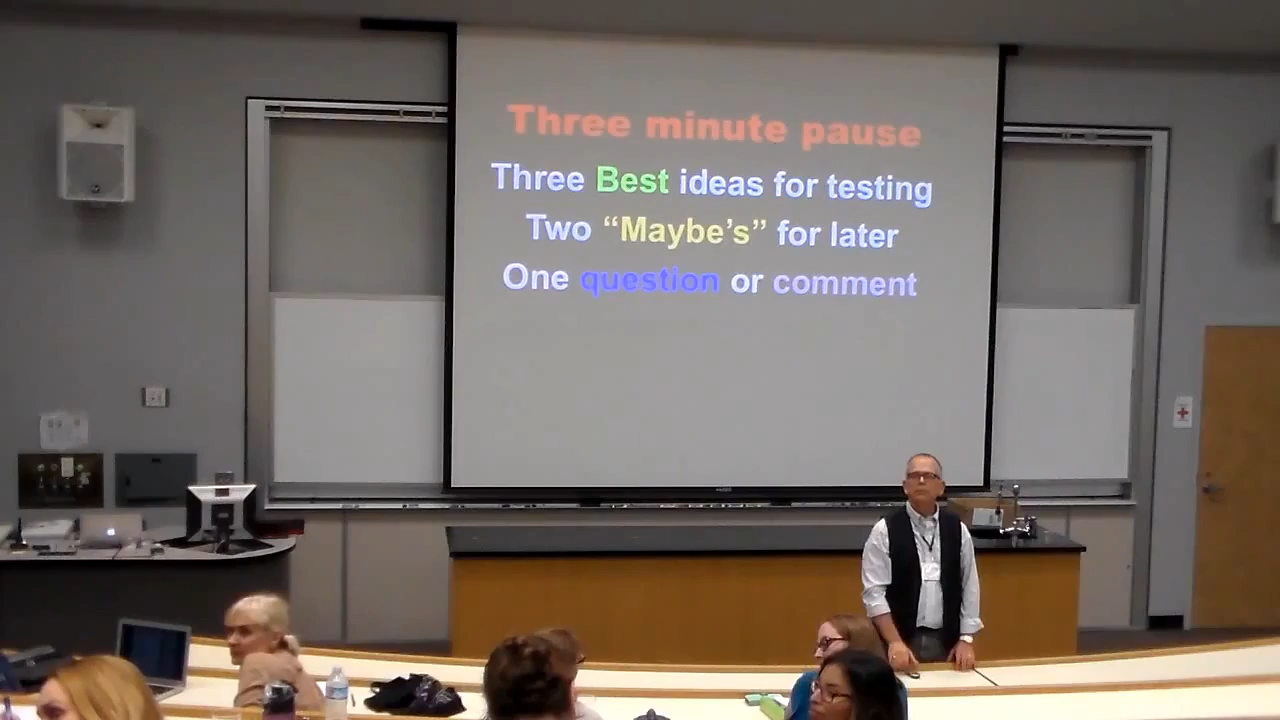 Three minute pause
Three Best ideas for testing
Two “Maybe’s” for later
One question or comment